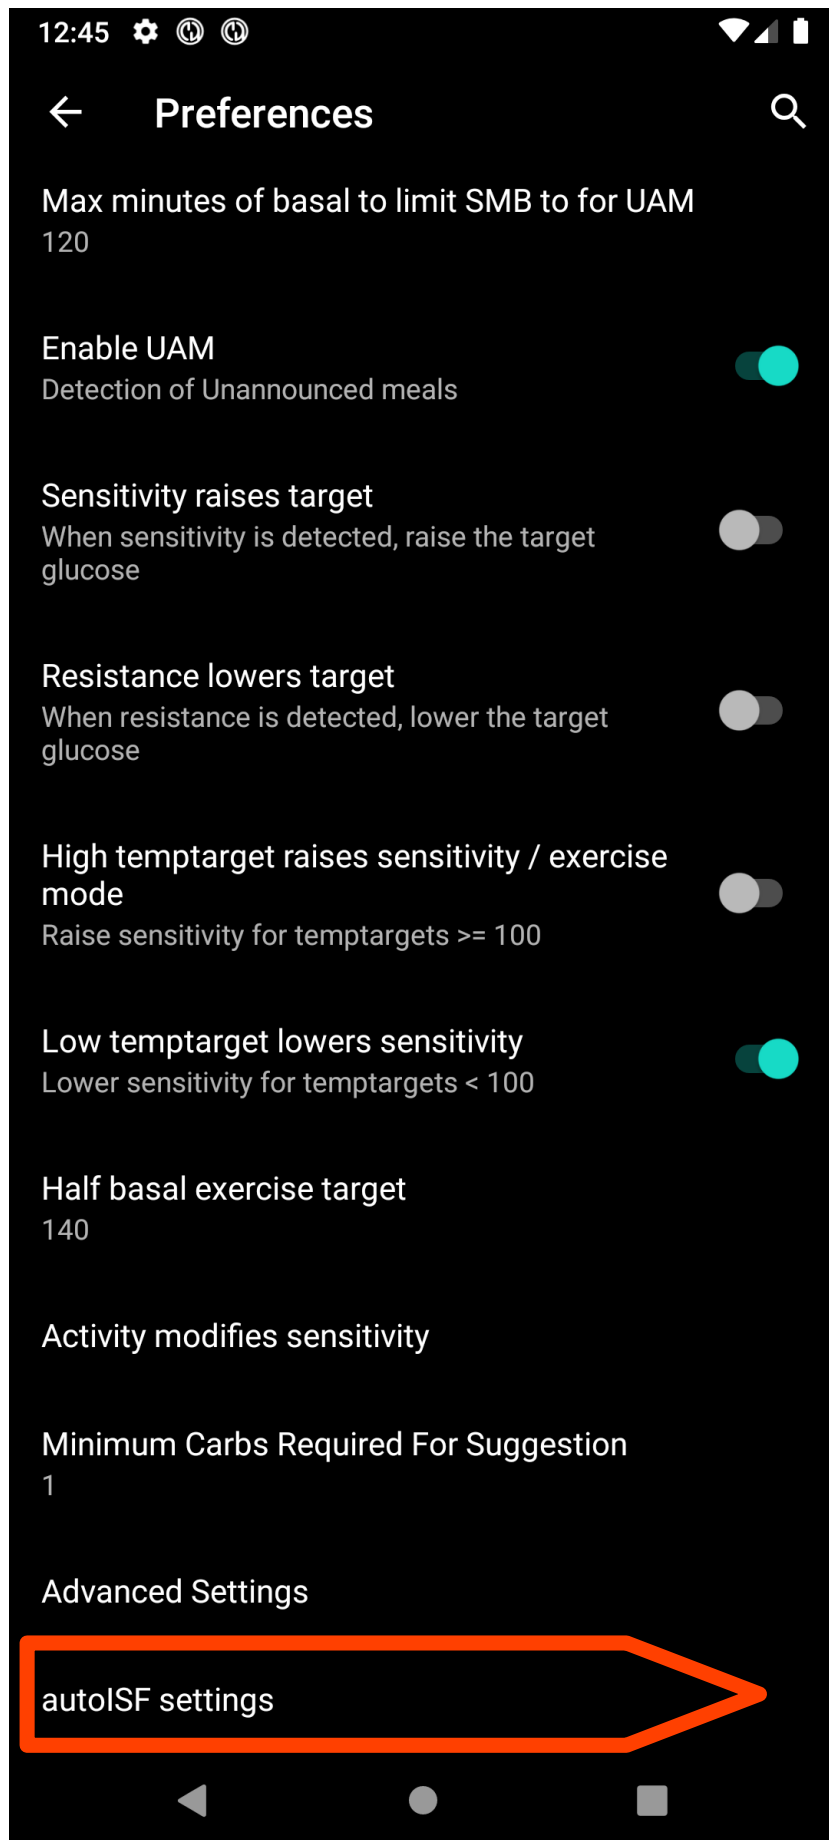 12:45
Preferences
Max minutes of basal to limit SMB to for UAM
120
Enable UAM
Detection of Unannounced meals
Sensitivity raises target
When sensitivity is detected, raise the target
glucose
Resistance lowers target
When resistance is detected, lower the target
glucose
High temptarget raises sensitivity / exercise
mode
Raise sensitivity for temptargets >= 100
Low temptarget lowers sensitivity
Lower sensitivity for temptargets < 100
Half basal exercise target
140
Activity modifies sensitivity
Minimum Carbs Required For Suggestion
1
Advanced Settings
autoISF settings